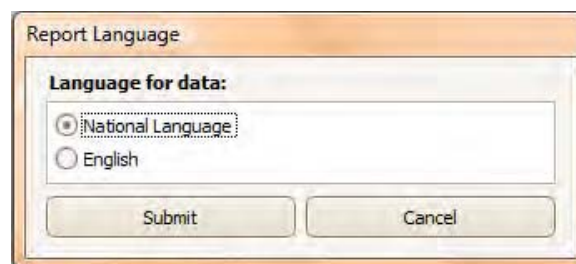 Report Language
Language for data:
National Language
English
Submit Cancel